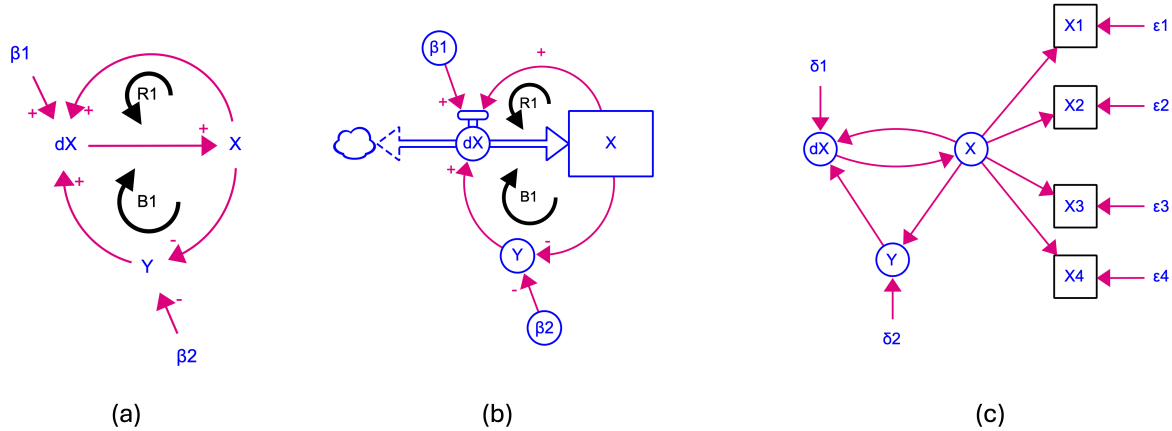 β1
+
+
R1
dX
+
X
+
B1
-
Y
-
β2
(a)
β1
+
+
R1
dX
X
+
B1
-
Y
-
β2
(b)
X1
ε1
δ1
X2
ε2
dX
X
X3
ε3
Y
X4
ε4
δ2
(c)